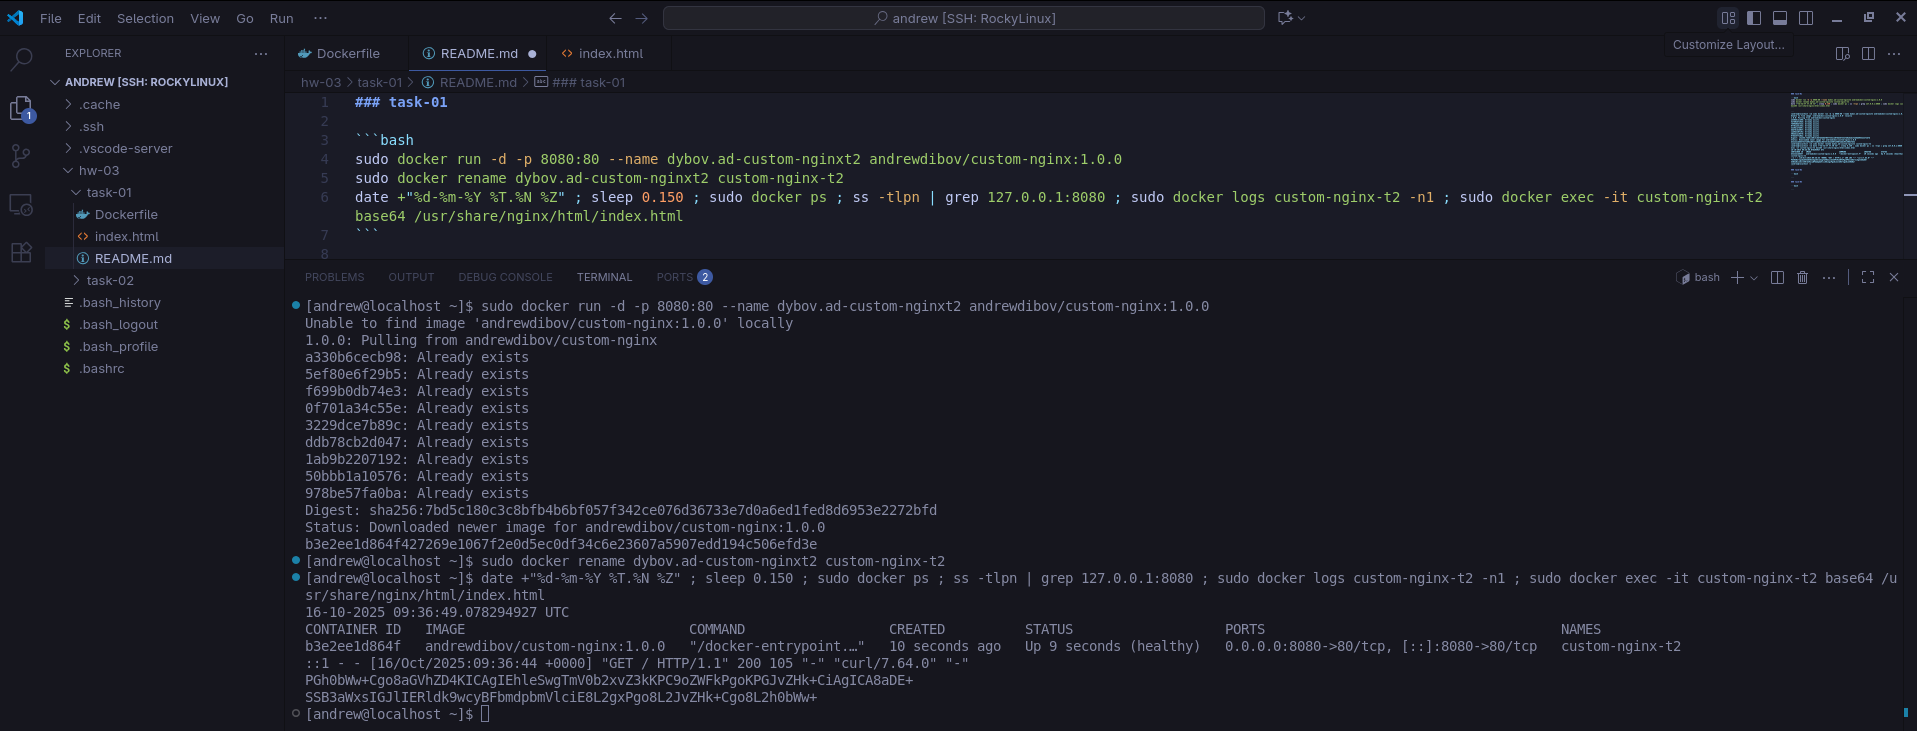 File Edit Selection View Go Run ···
andrew [SSH: RockyLinux]
Customize Layout...
EXPLORER
ANDREW [SSH: ROCKYLINUX]
.cache
.ssh
.vscode-server
hw-03
task-01
Dockerfile
index.html
README.md
task-02
.bash_history
.bash_logout
.bash_profile
.bashrc
1
Dockerfile README.md index.html
hw-03 > task-01 > README.md > ### task-01
1 ### task-01
2
3 ```bash
4 sudo docker run -d -p 8080:80 --name dybov.ad-custom-nginxt2 andrewdibov/custom-nginx:1.0.0
5 sudo docker rename dybov.ad-custom-nginxt2 custom-nginx-t2
6 date +"%d-%m-%Y %T.%N %Z" ; sleep 0.150 ; sudo docker ps ; ss -tlpn | grep 127.0.0.1:8080 ; sudo docker logs custom-nginx-t2 -n1 ; sudo docker exec -it custom-nginx-t2
base64 /usr/share/nginx/html/index.html
7 ```
8
PROBLEMS OUTPUT DEBUG CONSOLE TERMINAL PORTS 2
bash
[andrew@localhost ~]$ sudo docker run -d -p 8080:80 --name dybov.ad-custom-nginxt2 andrewdibov/custom-nginx:1.0.0
Unable to find image 'andrewdibov/custom-nginx:1.0.0' locally
1.0.0: Pulling from andrewdibov/custom-nginx
a330b6cecb98: Already exists
5ef80e6f29b5: Already exists
f699b0db74e3: Already exists
0f701a34c55e: Already exists
3229dce7b89c: Already exists
ddb78cb2d047: Already exists
1ab9b2207192: Already exists
50bbb1a10576: Already exists
978be57fa0ba: Already exists
Digest: sha256:7bd5c180c3c8bfb4b6bf057f342ce076d36733e7d0a6ed1fed8d6953e2272bfd
Status: Downloaded newer image for andrewdibov/custom-nginx:1.0.0
b3e2ee1d864f427269e1067f2e0d5ec0df34c6e23607a5907edd194c506efd3e
[andrew@localhost ~]$ sudo docker rename dybov.ad-custom-nginxt2 custom-nginx-t2
[andrew@localhost ~]$ date +"%d-%m-%Y %T.%N %Z" ; sleep 0.150 ; sudo docker ps ; ss -tlpn | grep 127.0.0.1:8080 ; sudo docker logs custom-nginx-t2 -n1 ; sudo docker exec -it custom-nginx-t2 base64 /u
sr/share/nginx/html/index.html
16-10-2025 09:36:49.078294927 UTC
CONTAINER ID IMAGE COMMAND CREATED STATUS PORTS NAMES
b3e2ee1d864f andrewdibov/custom-nginx:1.0.0 "/docker-entrypoint.…" 10 seconds ago Up 9 seconds (healthy) 0.0.0.0:8080->80/tcp, [::]:8080->80/tcp custom-nginx-t2
::1 - - [16/Oct/2025:09:36:44 +0000] "GET / HTTP/1.1" 200 105 "-" "curl/7.64.0" "-"
PGh0bWw+Cgo8aGVhZD4KICAgIEhleSwgTmV0b2xvZ3kKPC9oZWFkPgoKPGJvZHk+CiAgICA8aDE+
SSB3aWxsIGJlIERldk9wcyBFbmdpbmVlciE8L2gxPgo8L2JvZHk+Cgo8L2h0bWw+
[andrew@localhost ~]$